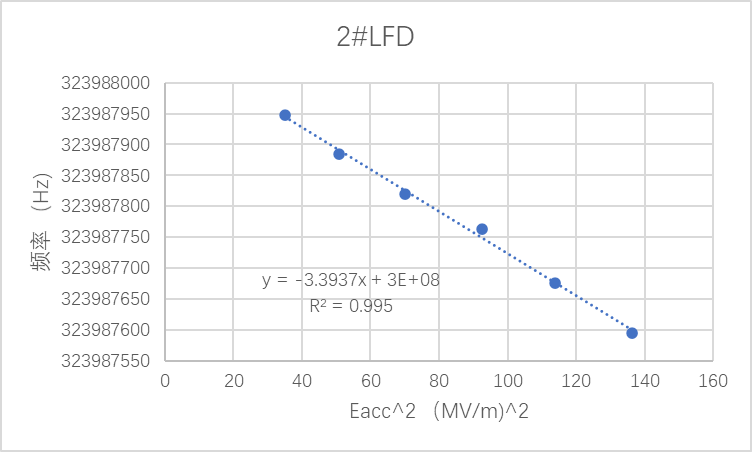 2#LFD
频率 （Hz)
323988000
323987950
323987900
323987850
323987800
323987750
323987700
323987650
323987600
323987550
y = -3.3937x + 3E+08
R² = 0.995
0 20 40 60 80 100 120 140 160
Eacc^2 （MV/m)^2